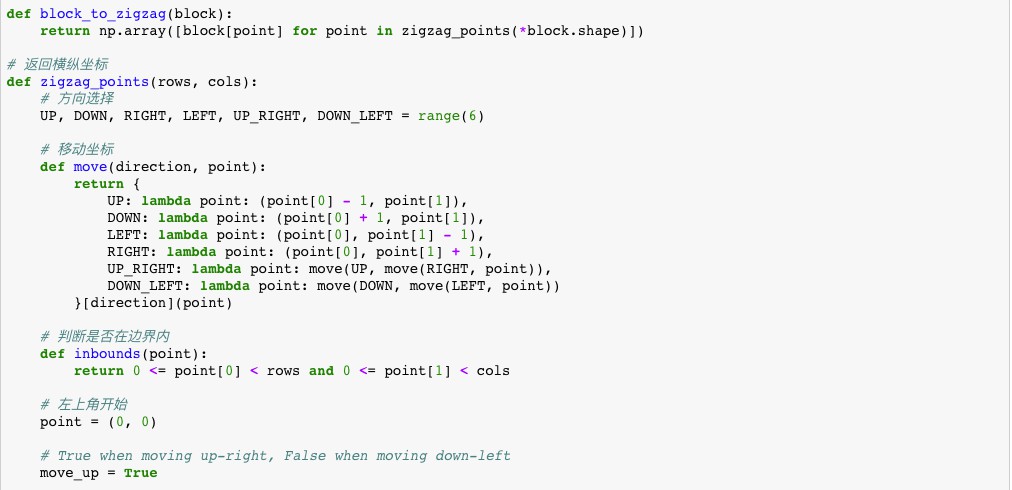 def block_to_zigzag(block):
    return np.array([block[point] for point in zigzag_points(*block.shape)])
# 返回横纵坐标
def zigzag_points(rows, cols):
    # 方向选择
    UP, DOWN, RIGHT, LEFT, UP_RIGHT, DOWN_LEFT = range(6)
    # 移动坐标
    def move(direction, point):
        return {
            UP: lambda point: (point[0] - 1, point[1]),
            DOWN: lambda point: (point[0] + 1, point[1]),
            LEFT: lambda point: (point[0], point[1] - 1),
            RIGHT: lambda point: (point[0], point[1] + 1),
            UP_RIGHT: lambda point: move(UP, move(RIGHT, point)),
            DOWN_LEFT: lambda point: move(DOWN, move(LEFT, point))
        }[direction](point)
    # 判断是否在边界内
    def inbounds(point):
        return 0 <= point[0] < rows and 0 <= point[1] < cols
    # 左上角开始
    point = (0, 0)
    # True when moving up-right, False when moving down-left
    move_up = True